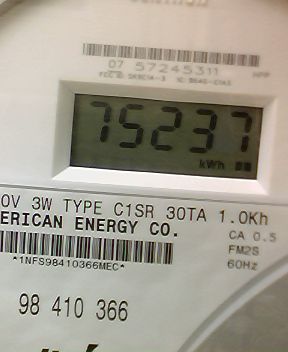 07 57245311
75237
kWh
0V 3W TYPE C1SR 30TA 1.0Kh
ERICAN ENERGY CO.
CA 0.5
FM2S
60Hz
*1NFS98410366MEC*
98 410 366